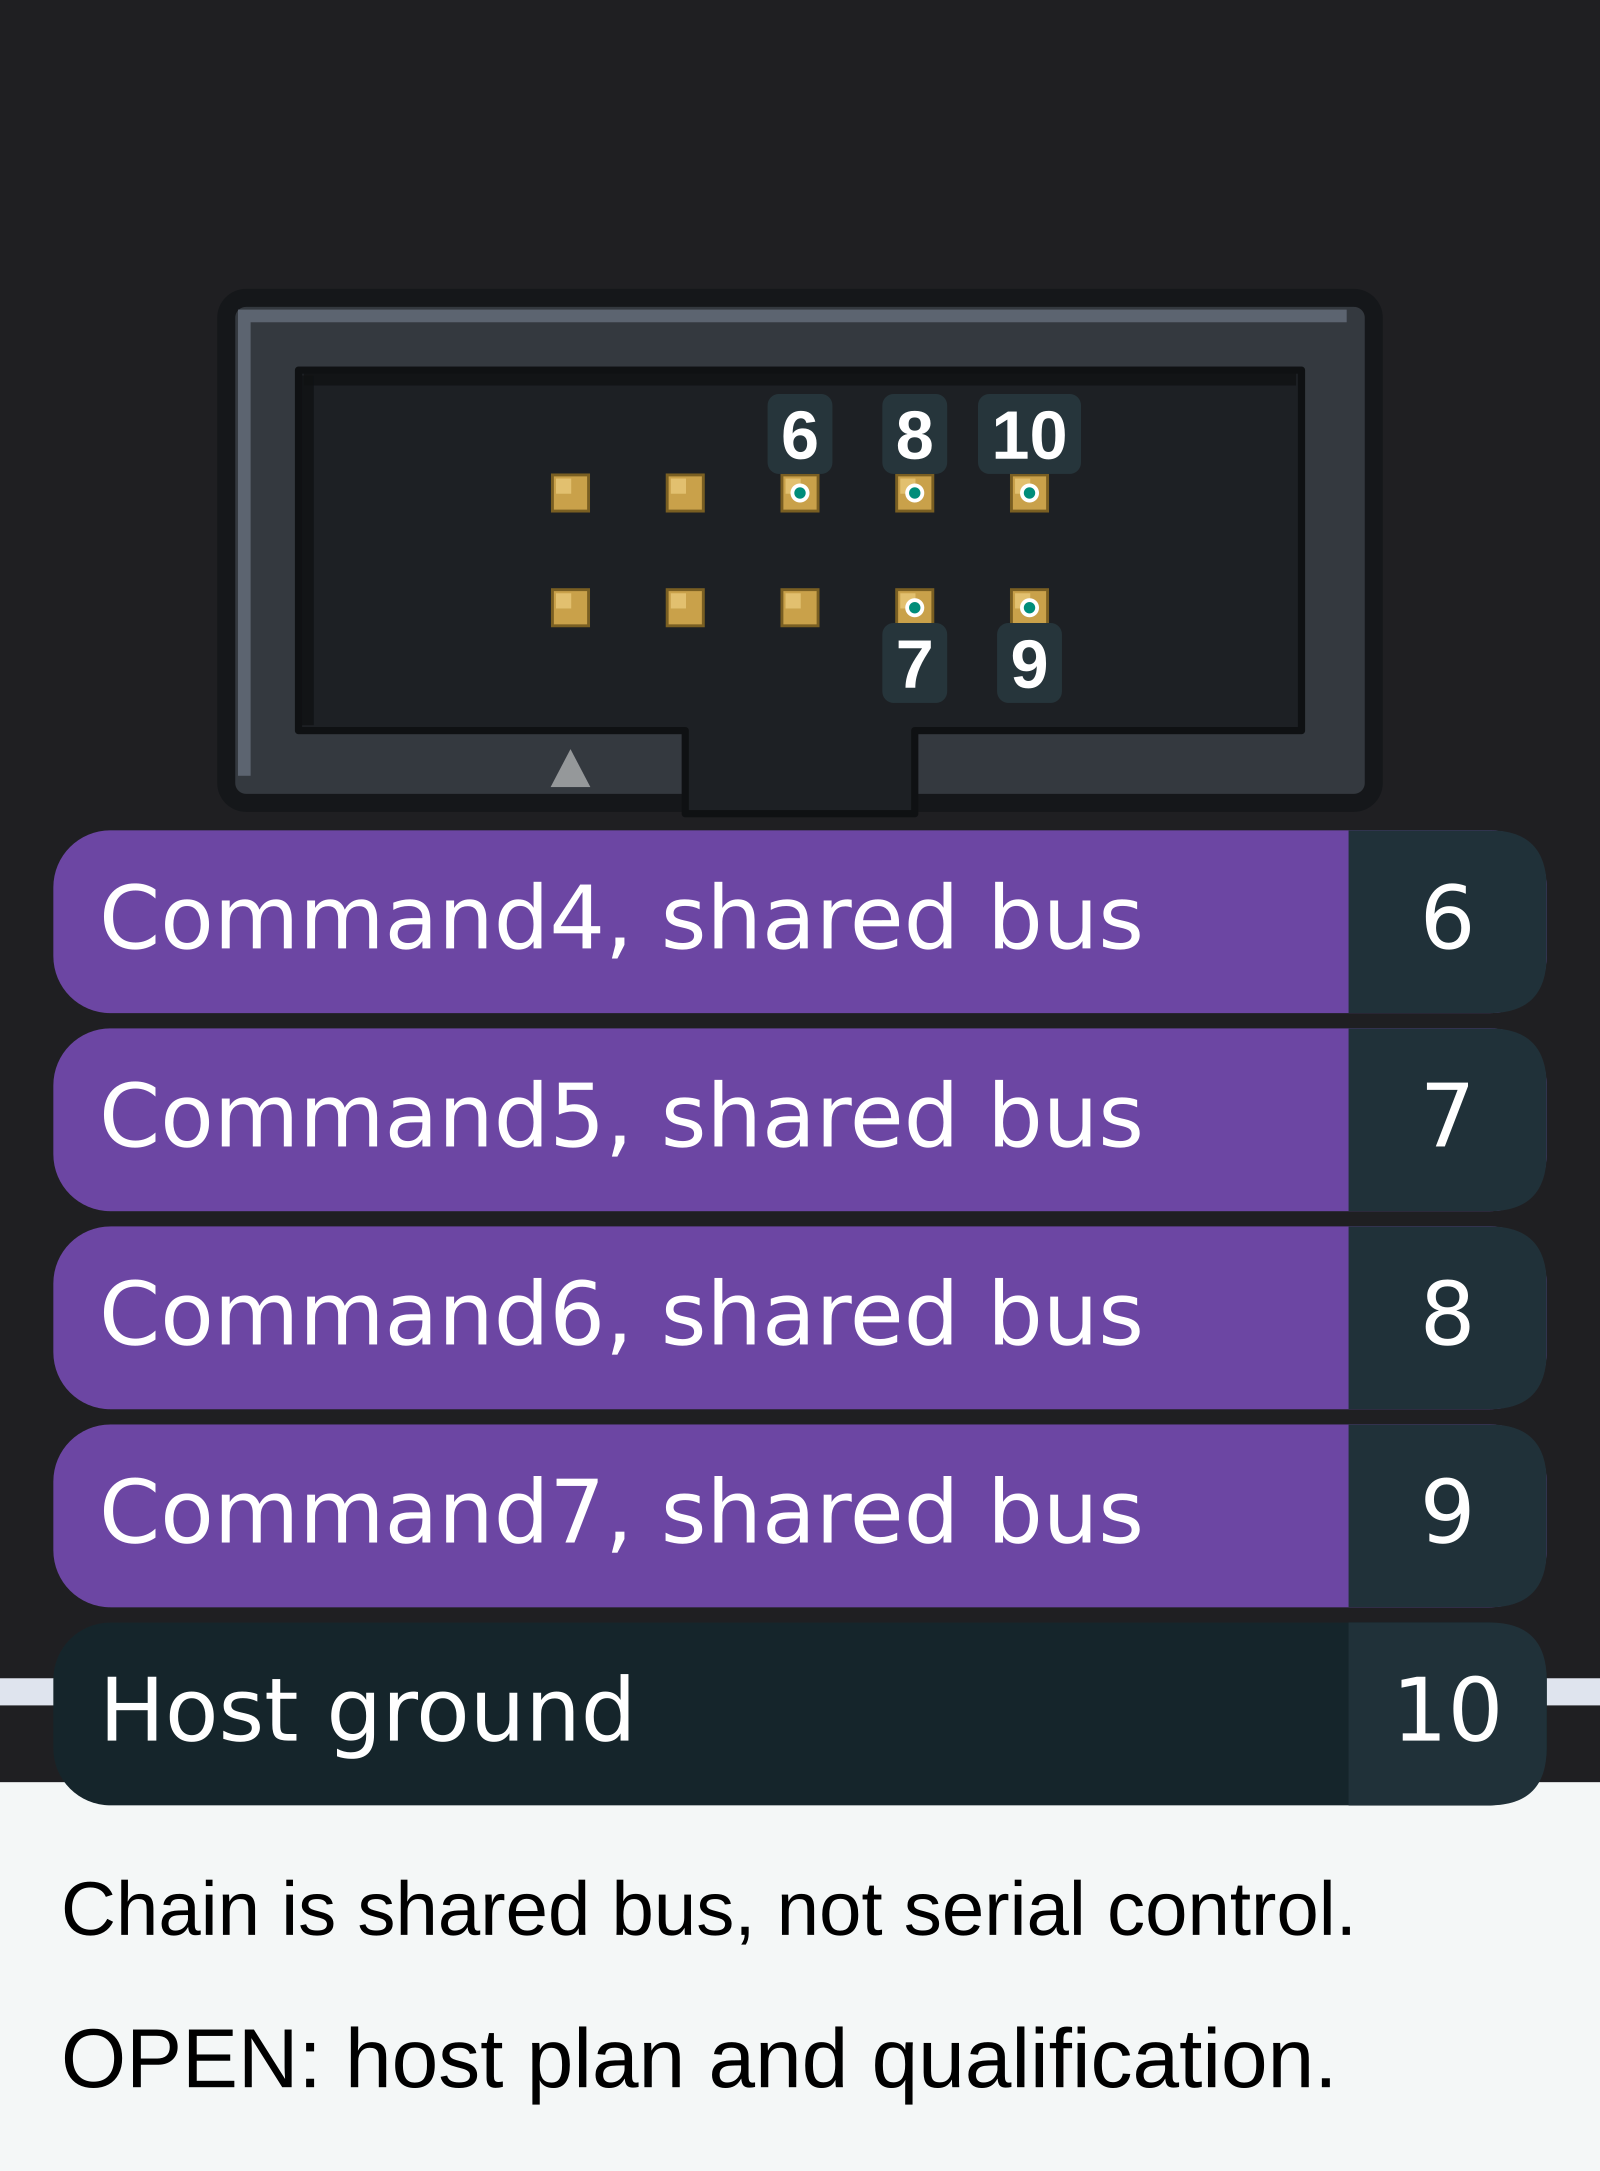 6 8 10
7 9
Command4, shared bus 6
Command5, shared bus 7
Command6, shared bus 8
Command7, shared bus 9
Host ground 10
Chain is shared bus, not serial control.
OPEN: host plan and qualification.